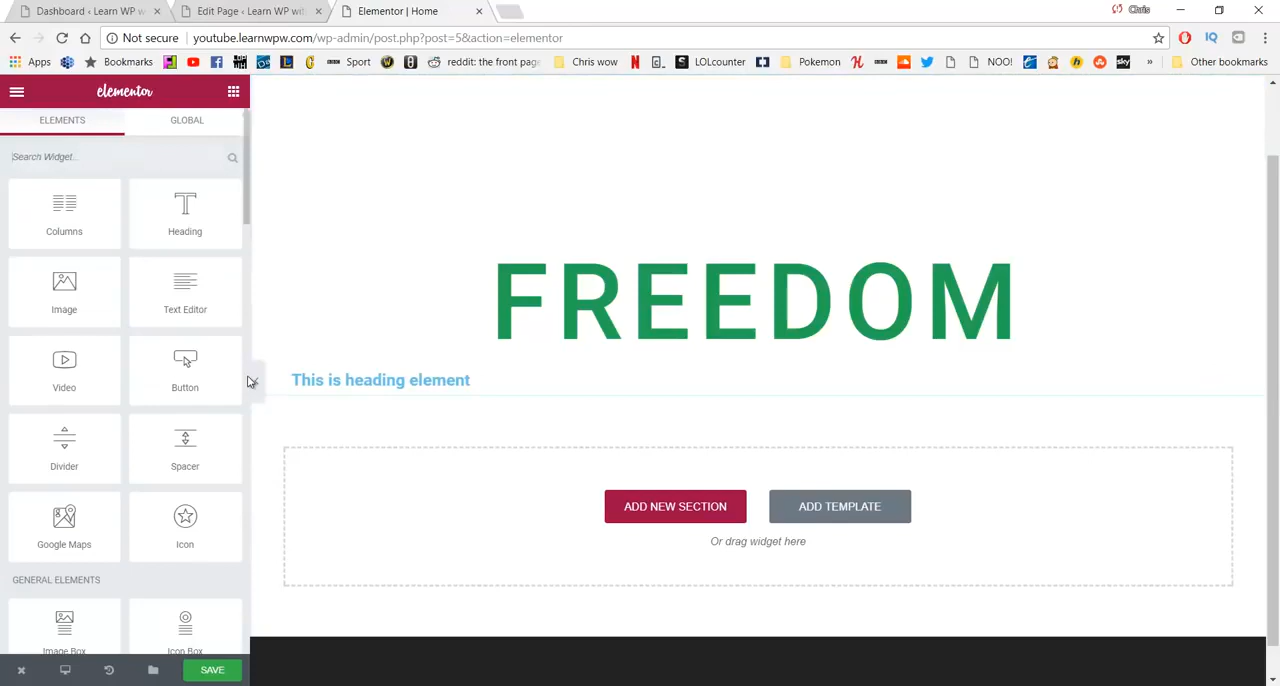 Dashboard ‹ Learn WP w
Edit Page ‹ Learn WP wit
Elementor | Home
Chris
Not secure
youtube.learnwpw.com/wp-admin/post.php?post=5&action=elementor
Apps
Bookmarks
Sport
reddit: the front pag
Chris wow
LOLcounter
Pokemon
NOO!
sky
»
Other bookmarks
elementor
ELEMENTS
GLOBAL
Search Widget...
Columns
Heading
Image
Text Editor
Video
Button
Divider
Spacer
Google Maps
Icon
GENERAL ELEMENTS
Image Box
Icon Box
SAVE
FREEDOM
This is heading element
ADD NEW SECTION
ADD TEMPLATE
Or drag widget here